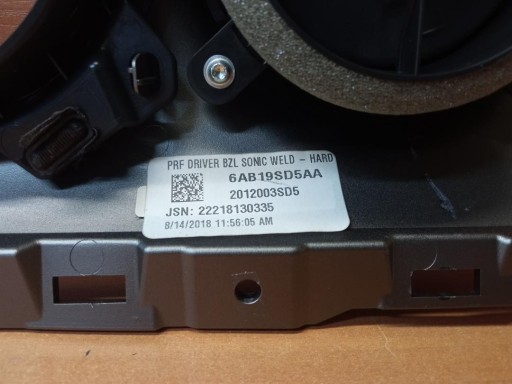 PRF DRIVER BZL SONIC WELD - HARD
6AB19SD5AA
2012003SD5
JSN: 22218130335
8/14/2018 11:56:05 AM